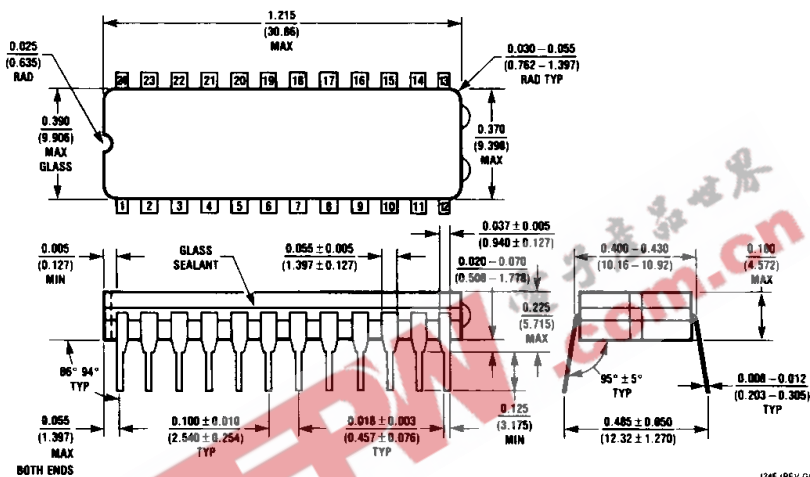 1.215
(30.86)
MAX
0.025
(0.635)
RAD
0.030 – 0.055
(0.762 – 1.397)
RAD TYP
24 23 22 21 20 19 18 17 16 15 14 13
0.390
(9.906)
MAX
GLASS
0.370
(9.398)
MAX
1 2 3 4 5 6 7 8 9 10 11 12
0.005
(0.127)
MIN
GLASS
SEALANT
0.055 ± 0.005
(1.397 ± 0.127)
0.037 ± 0.005
(0.940 ± 0.127)
0.020 – 0.070
(0.508 – 1.778)
0.225
(5.715)
MAX
0.400 – 0.430
(10.16 – 10.92)
0.180
(4.572)
MAX
86° 94°
TYP
95° ± 5°
TYP
0.008 – 0.012
(0.203 – 0.305)
TYP
0.055
(1.397)
MAX
BOTH ENDS
0.100 ± 0.010
(2.540 ± 0.254)
TYP
0.018 ± 0.003
(0.457 ± 0.076)
TYP
0.125
(3.175)
MIN
0.485 ± 0.050
(12.32 ± 1.270)
产品世界
.com.cn